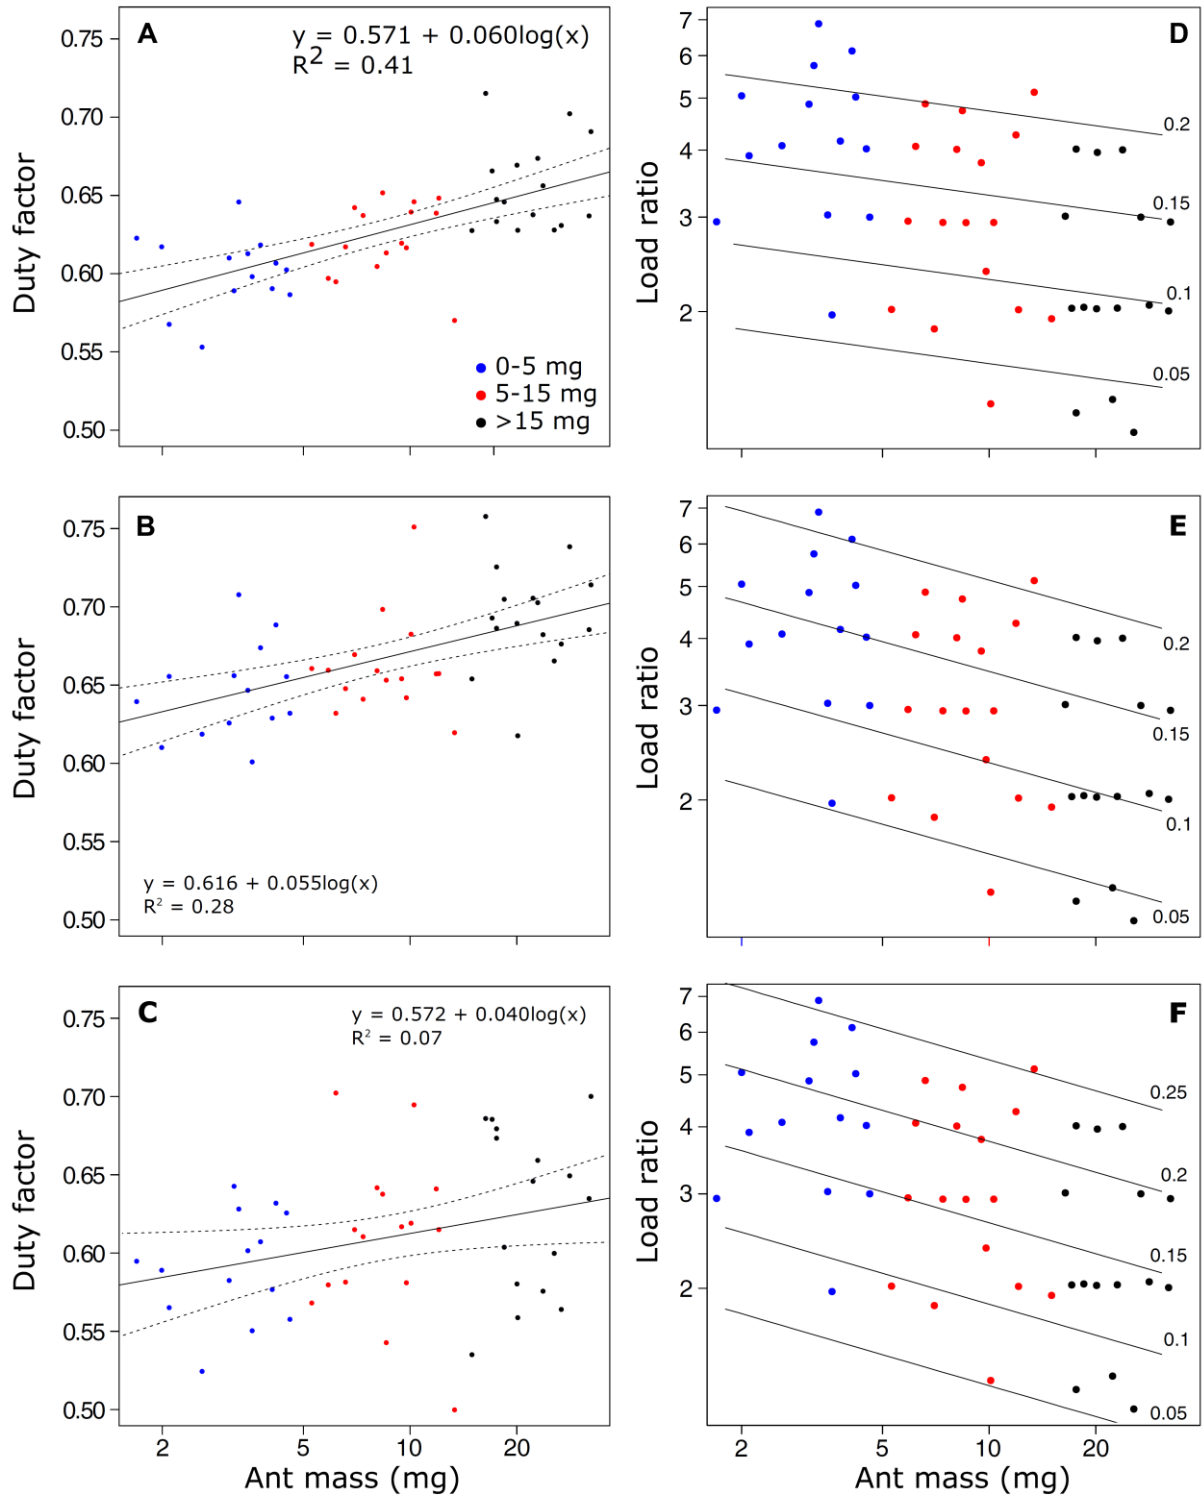 A
y = 0.571 + 0.060log(x)
R² = 0.41
Duty factor
0.75
0.70
0.65
0.60
0.55
0.50
0-5 mg
5-15 mg
>15 mg
D
Load ratio
7
6
5
4
3
2
0.2
0.15
0.1
0.05
B
Duty factor
0.75
0.70
0.65
0.60
0.55
0.50
y = 0.616 + 0.055log(x)
R² = 0.28
E
Load ratio
7
6
5
4
3
2
0.2
0.15
0.1
0.05
C
y = 0.572 + 0.040log(x)
R² = 0.07
Duty factor
0.75
0.70
0.65
0.60
0.55
0.50
2 5 10 20
Ant mass (mg)
F
Load ratio
7
6
5
4
3
2
0.25
0.2
0.15
0.1
0.05
2 5 10 20
Ant mass (mg)